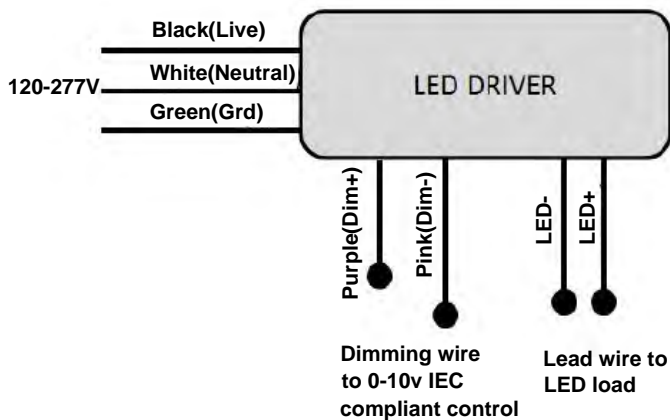 Black(Live)
120-277V
White(Neutral)
Green(Grd)
LED DRIVER
Purple(Dim+)
Pink(Dim-)
LED-
LED+
Dimming wire
to 0-10v IEC
compliant control
Lead wire to
LED load